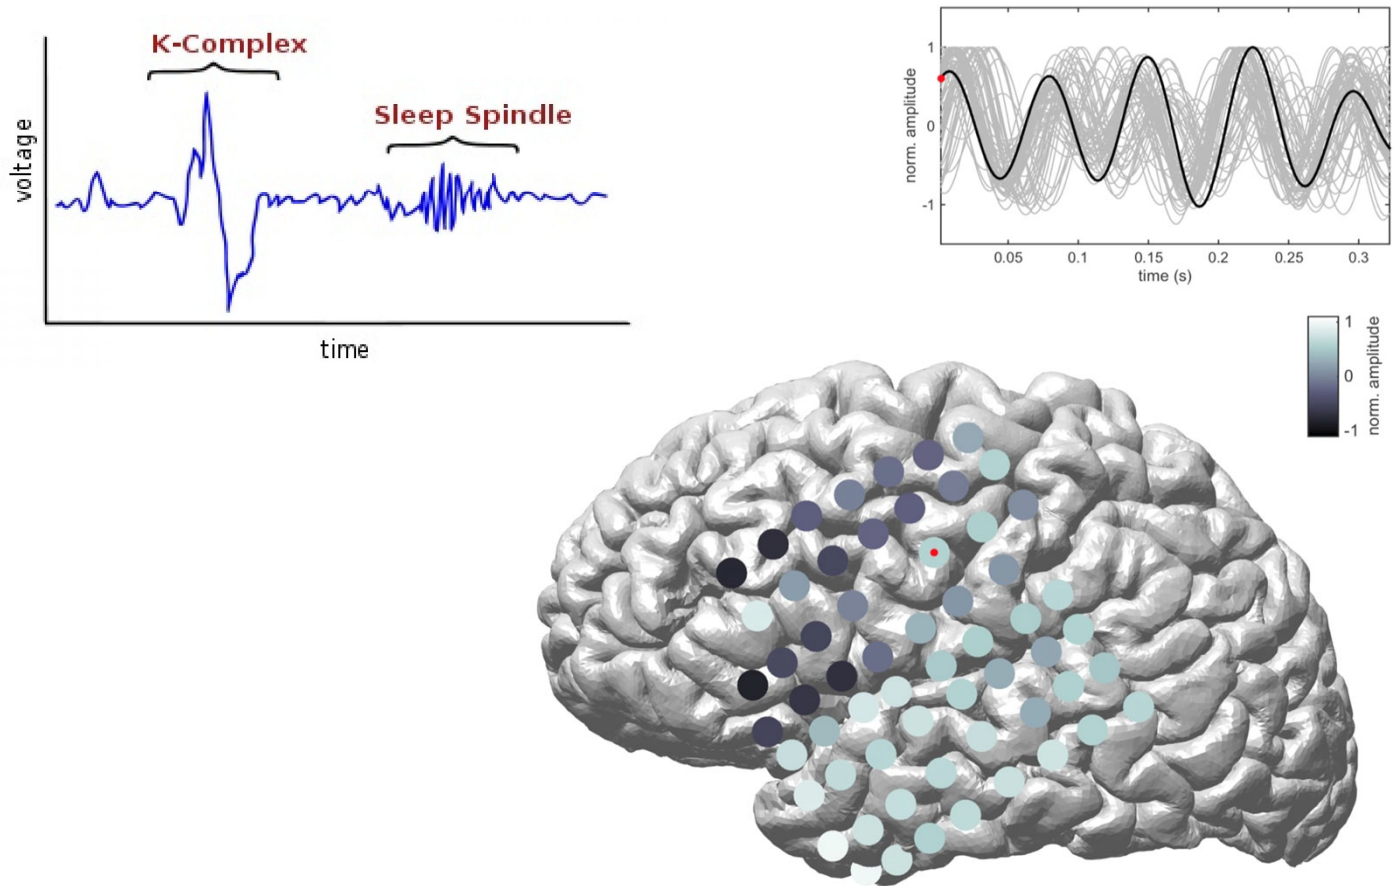 K-Complex
Sleep Spindle
voltage
time
norm. amplitude
1
0
-1
0.05 0.1 0.15 0.2 0.25 0.3
time (s)
1
0
-1
norm. amplitude